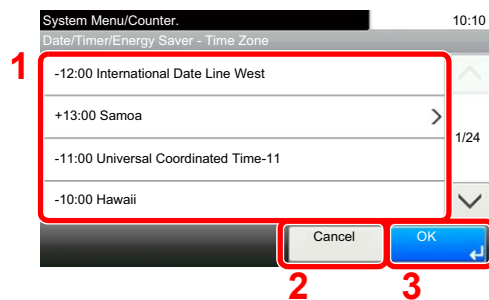 System Menu/Counter. 10:10
Date/Timer/Energy Saver - Time Zone
1
-12:00 International Date Line West
+13:00 Samoa
1/24
-11:00 Universal Coordinated Time-11
-10:00 Hawaii
Cancel OK
2 3